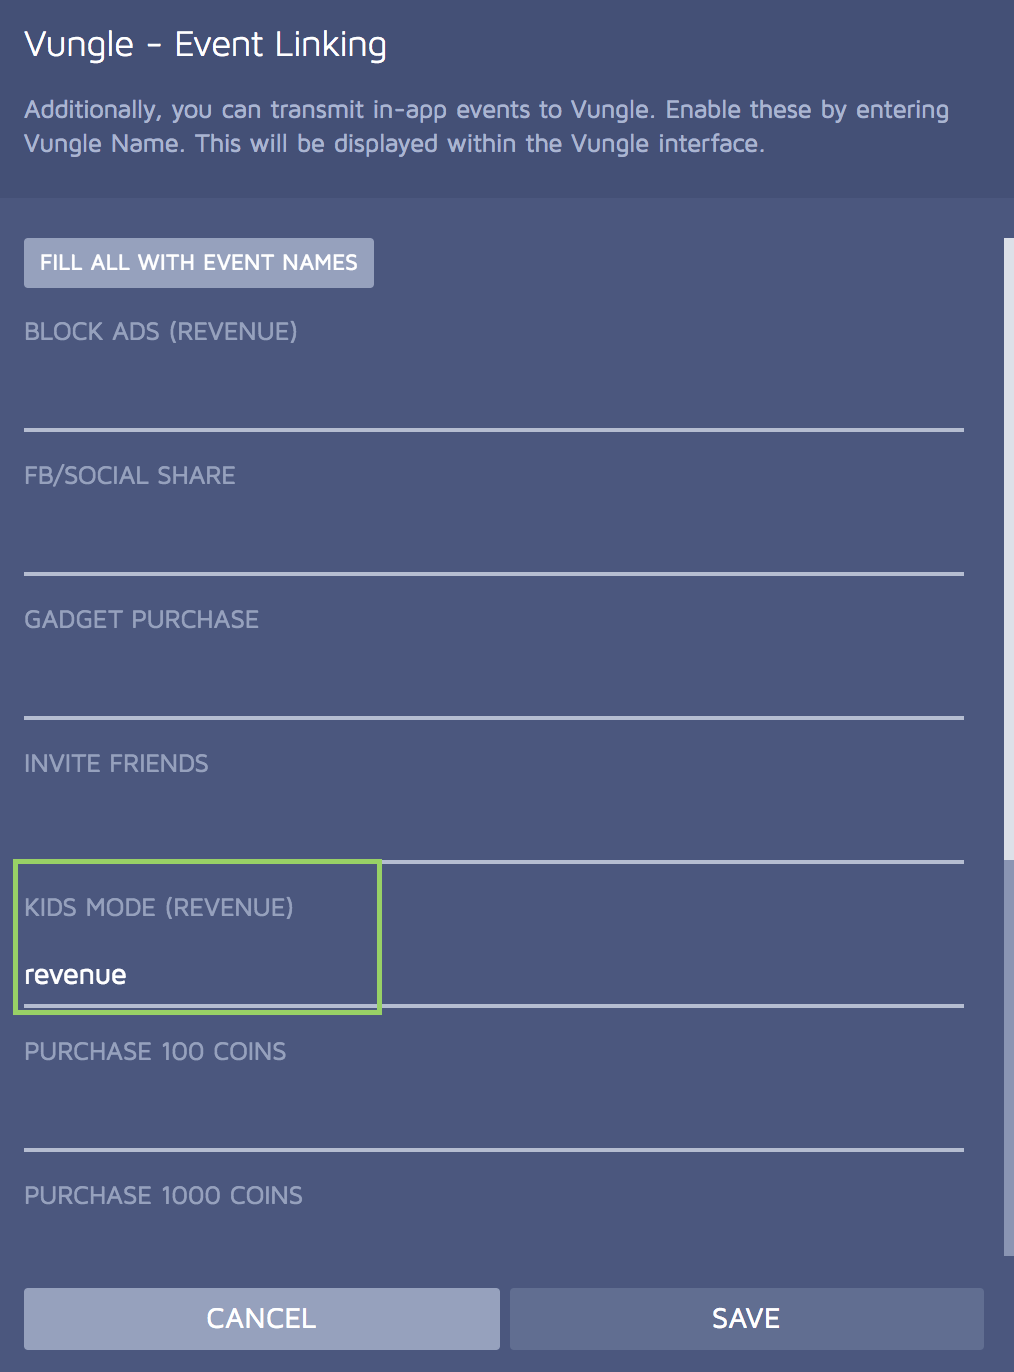 Vungle - Event Linking
Additionally, you can transmit in-app events to Vungle. Enable these by entering
Vungle Name. This will be displayed within the Vungle interface.
FILL ALL WITH EVENT NAMES
BLOCK ADS (REVENUE)
FB/SOCIAL SHARE
GADGET PURCHASE
INVITE FRIENDS
KIDS MODE (REVENUE)
revenue
PURCHASE 100 COINS
PURCHASE 1000 COINS
CANCEL
SAVE